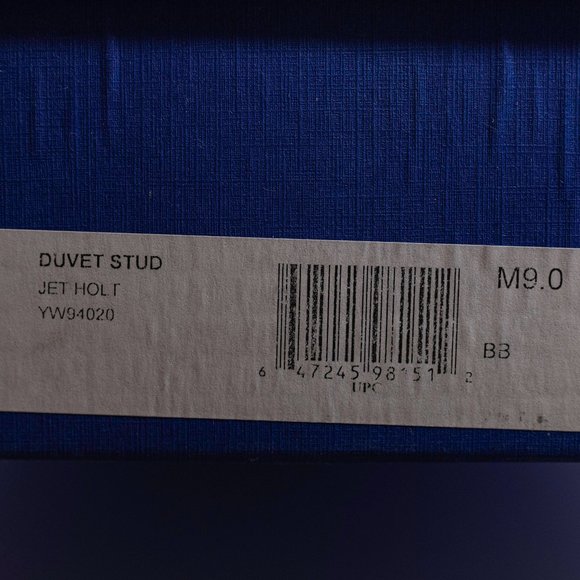 DUVET STUD
JET HOLT
YW94020
M9.0
BB
6 47245 98151 2
UPC